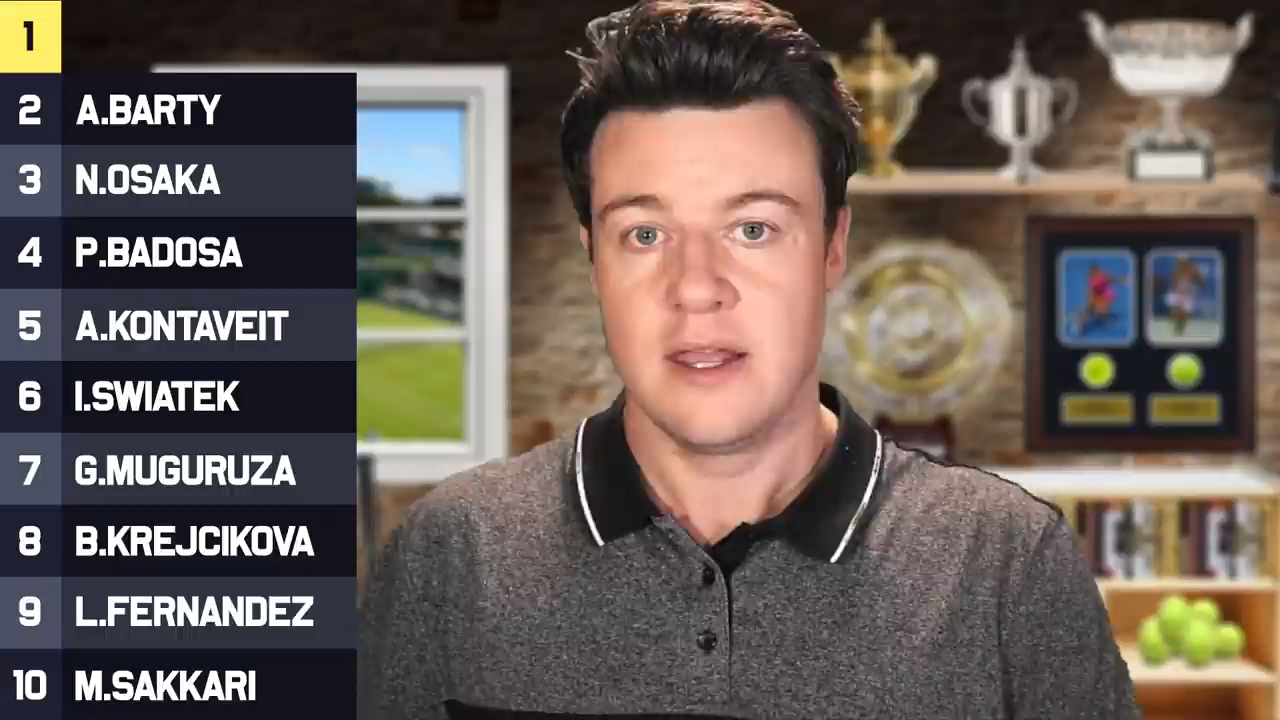 1
2 A.BARTY
3 N.OSAKA
4 P.BADOSA
5 A.KONTAVEIT
6 I.SWIATEK
7 G.MUGURUZA
8 B.KREJCIKOVA
9 L.FERNANDEZ
10 M.SAKKARI